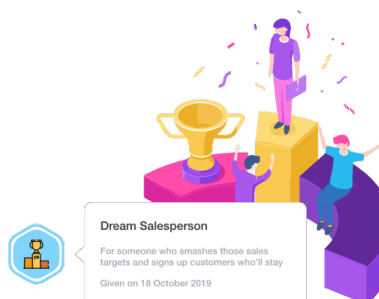 Dream Salesperson
For someone who smashes those sales
targets and signs up customers who'll stay
Given on 18 October 2019